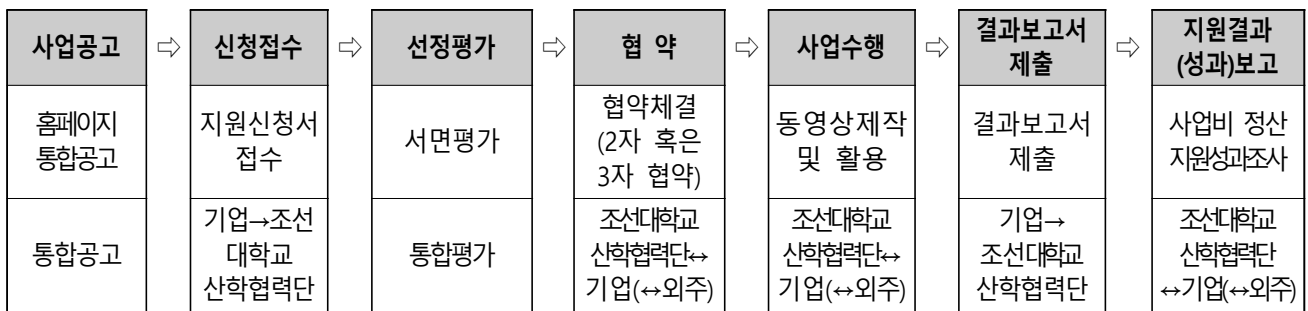 사업공고 ⇨ 신청접수 ⇨ 선정평가 ⇨ 협 약 ⇨ 사업수행 ⇨ 결과보고서 제출 ⇨ 지원결과 (성과)보고
홈페이지
통합공고
지원신청서
접수
서면평가
협약체결
(2자 혹은
3자 협약)
동영상제작
및 활용
결과보고서
제출
사업비 정산
지원성과조사
통합공고
기업→조선
대학교
산학협력단
통합평가
조선대학교
산학협력단↔
기업(↔외주)
조선대학교
산학협력단↔
기업(↔외주)
기업→
조선대학교
산학협력단
조선대학교
산학협력단
↔기업(↔외주)